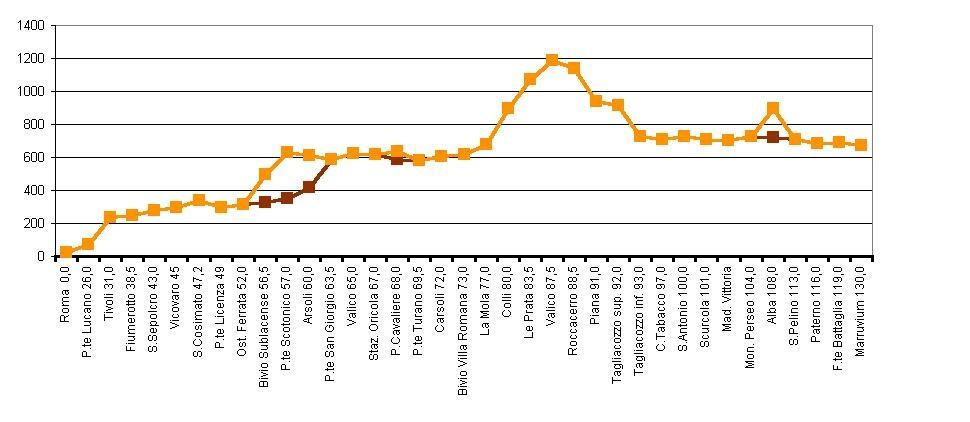 1400
1200
1000
800
600
400
200
0
Roma 0,0
P.te Lucano 26,0
Tivoli 31,0
Fiumerotto 38,5
S.Sepolcro 43,0
Vicovaro 45
S.Cosimato 47,2
P.te Licenza 49
Ost. Ferrata 52,0
Bivio Sublacense 56,5
P.te Scotonico 57,0
Arsoli 60,0
P.te San Giorgio 63,5
Valico 65,0
Staz. Oricola 67,0
P.Cavaliere 68,0
P.te Turano 69,5
Carsoli 72,0
Bivio Villa Romana 73,0
La Mola 77,0
Colli 80,0
Le Prata 83,5
Valico 87,5
Roccacerro 88,5
Piana 91,0
Tagliacozzo sup. 92,0
Tagliacozzo inf. 93,0
C.Tabacco 97,0
S.Antonio 100,0
Scurcola 101,0
Mad. Vittoria
Mon. Perseo 104,0
Alba 108,0
S.Pelino 113,0
Paterno 116,0
F.te Battaglia 119,0
Marruvium 130,0